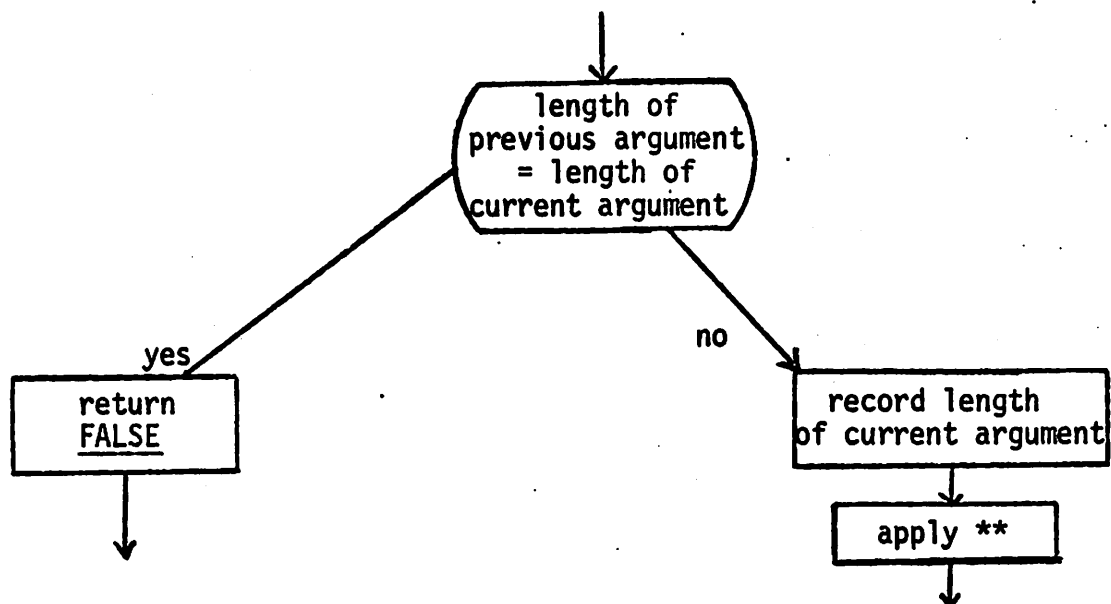 length of
previous argument
= length of
current argument
yes
no
return
FALSE
record length
of current argument
apply **